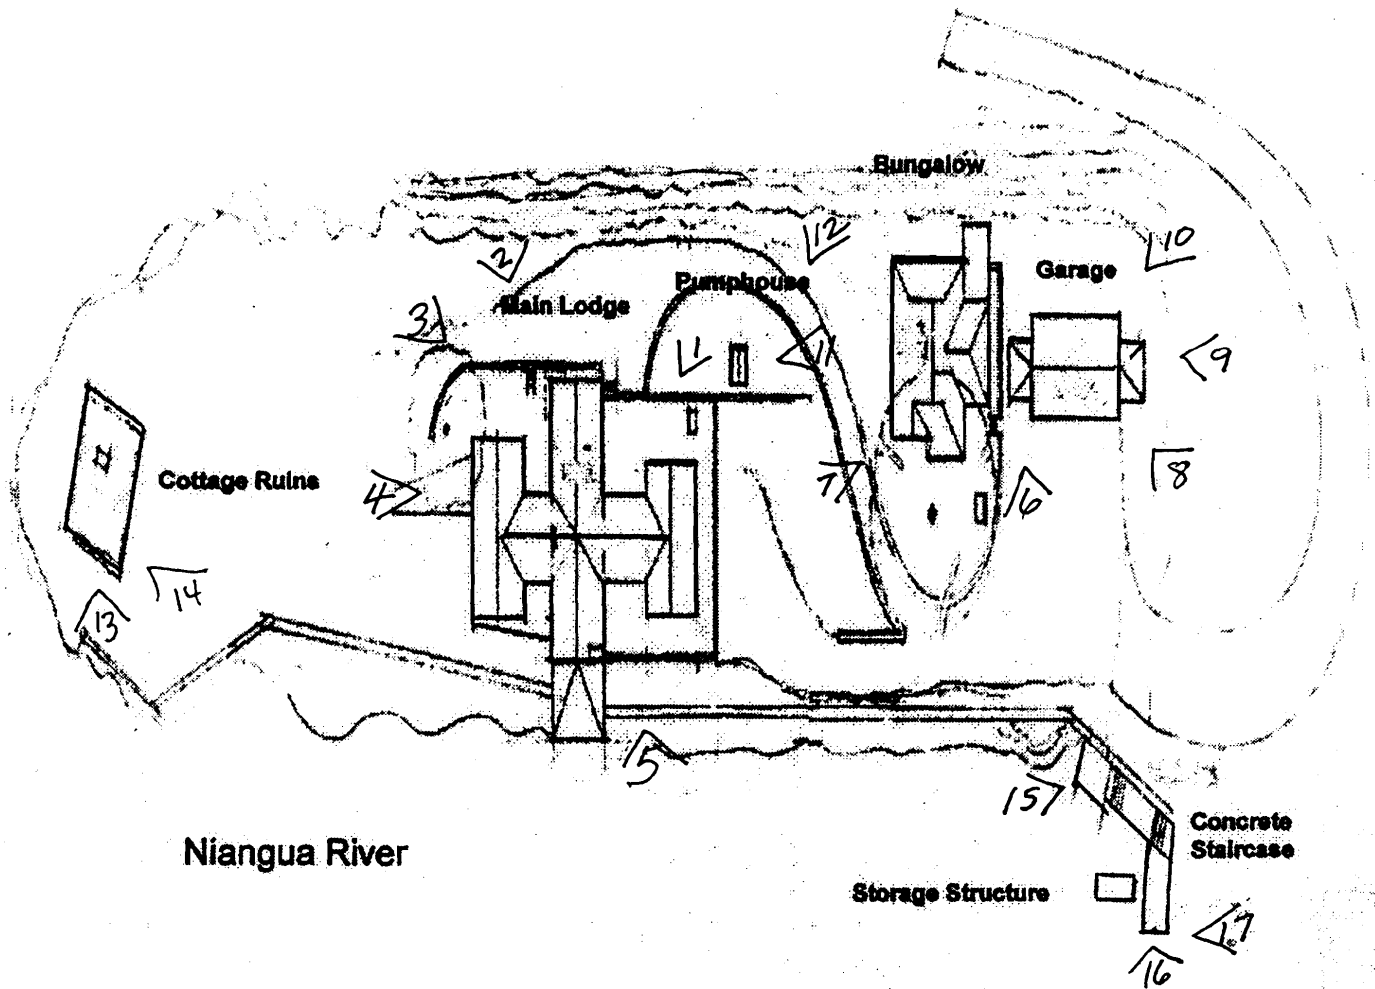 Bungalow
12
10
2
Garage
Pumphouse
Main Lodge
3
1
11
9
Cottage Ruins
4
7
6
8
14
13
5
15
Concrete
Staircase
Niangua River
Storage Structure
17
16